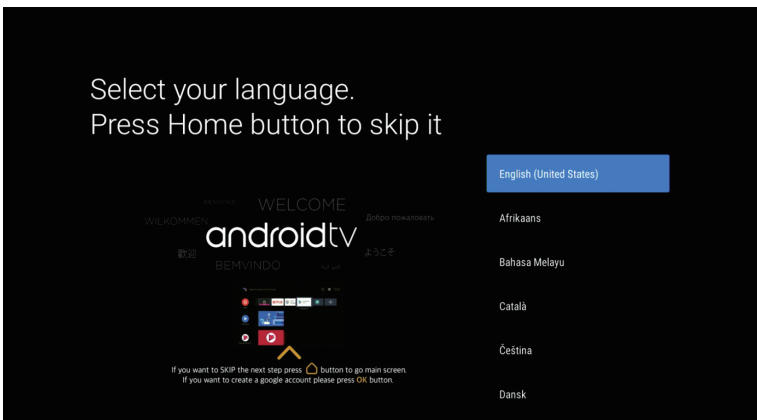 Select your language.
Press Home button to skip it
English (United States)
WELCOME
WILKOMMEN
Добро пожаловать
androidtv
歡迎
ようこそ
BEMVINDO
Afrikaans
Bahasa Melayu
Català
Čeština
Dansk
If you want to SKIP the next step press button to go main screen.
If you want to create a google account please press OK button.